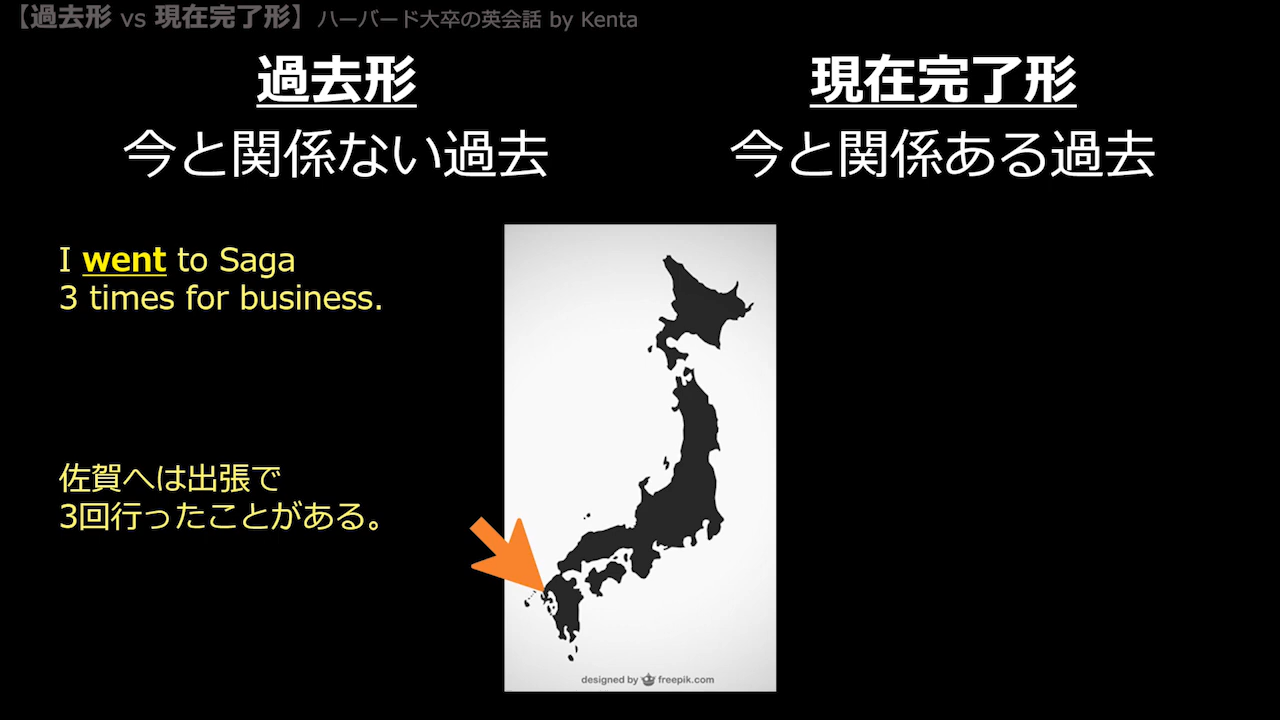 【過去形 vs 現在完了形】ハーバード大卒の英会話 by Kenta
過去形
今と関係ない過去
現在完了形
今と関係ある過去
I went to Saga
3 times for business.
佐賀へは出張で
3回行ったことがある。
designed by freepik.com